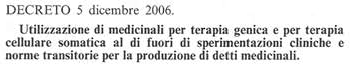 DECRETO 5 dicembre 2006.
Utilizzazione di medicinali per terapia genica e per terapia
cellulare somatica al di fuori di sperimentazioni cliniche e
norme transitorie per la produzione di detti medicinali.